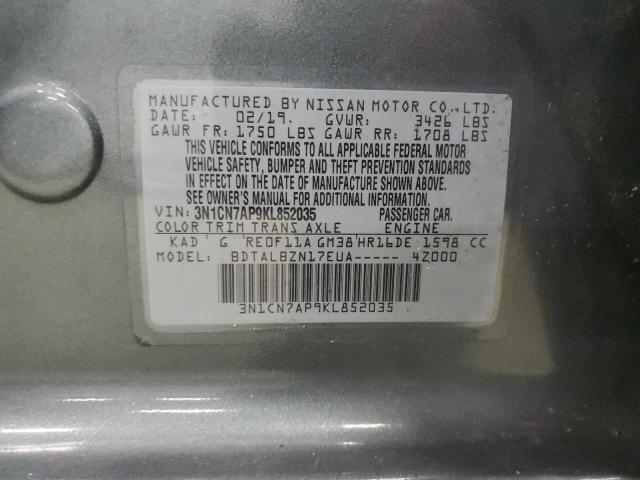 MANUFACTURED BY NISSAN MOTOR CO., LTD.
DATE: 02/19. GVWR: 3426 LBS
GAWR FR: 1750 LBS GAWR RR: 1708 LBS
THIS VEHICLE CONFORMS TO ALL APPLICABLE FEDERAL MOTOR
VEHICLE SAFETY, BUMPER AND THEFT PREVENTION STANDARDS
IN EFFECT ON THE DATE OF MANUFACTURE SHOWN ABOVE.
SEE OWNER'S MANUAL FOR ADDITIONAL INFORMATION.
VIN: 3N1CN7AP9KL852035 PASSENGER CAR.
COLOR TRIM TRANS AXLE ENGINE
KAD ' G ' RE0F11A GM38 'HR16DE 1598 CC
MODEL: BDTALBZN17EUA----- 4Z000
3N1CN7AP9KL852035